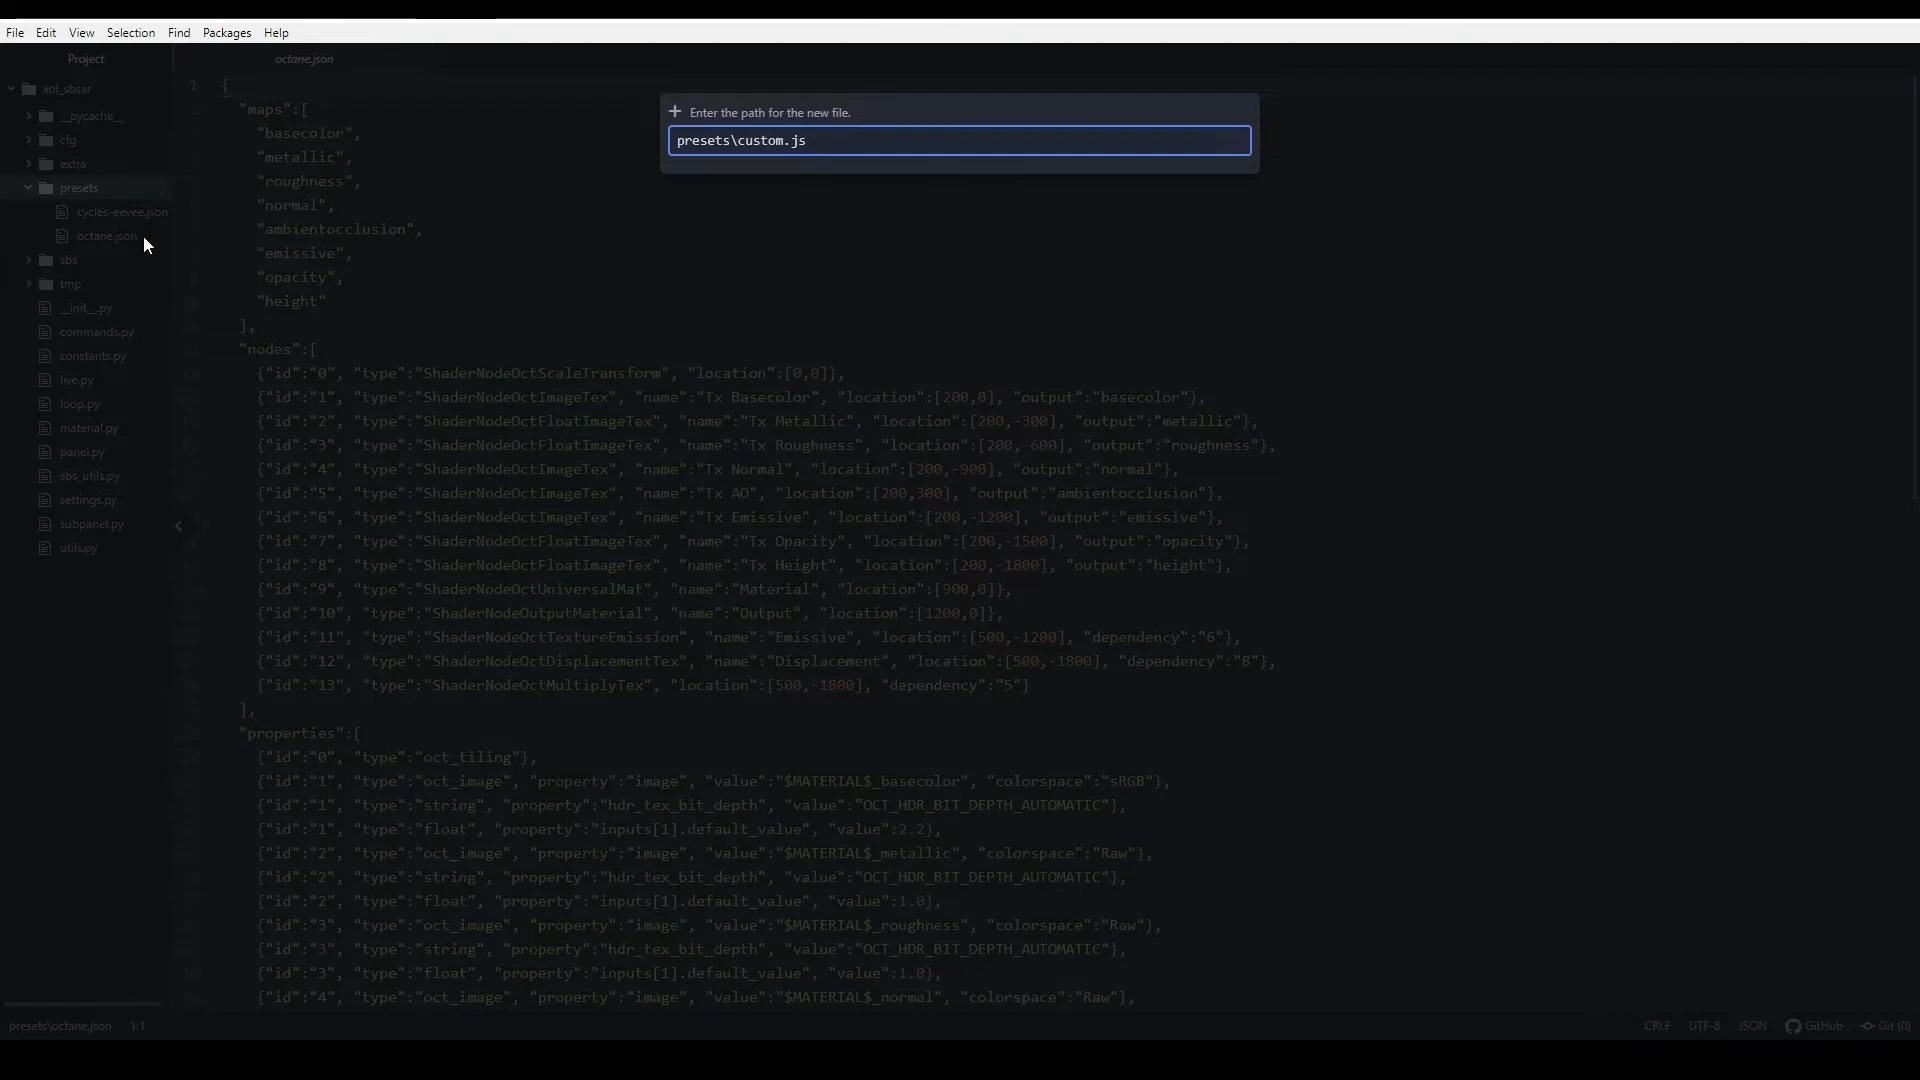 File Edit View Selection Find Packages Help
Project
octane.json
xol_sbsar
__pycache__
cfg
extra
presets
cycles-eevee.json
octane.json
sbs
tmp
__init__.py
commands.py
constants.py
live.py
loop.py
material.py
panel.py
sbs_utils.py
settings.py
subpanel.py
utils.py
Enter the path for the new file.
presets\custom.js
1 {
"maps":[
"basecolor",
"metallic",
"roughness",
"normal",
"ambientocclusion",
"emissive",
"opacity",
"height"
],
"nodes":[
{"id":"0", "type":"ShaderNodeOctScaleTransform", "location":[0,0]},
{"id":"1", "type":"ShaderNodeOctImageTex", "name":"Tx Basecolor", "location":[200,0], "output":"basecolor"},
{"id":"2", "type":"ShaderNodeOctFloatImageTex", "name":"Tx Metallic", "location":[200,-300], "output":"metallic"},
{"id":"3", "type":"ShaderNodeOctFloatImageTex", "name":"Tx Roughness", "location":[200,-600], "output":"roughness"},
{"id":"4", "type":"ShaderNodeOctImageTex", "name":"Tx Normal", "location":[200,-900], "output":"normal"},
{"id":"5", "type":"ShaderNodeOctImageTex", "name":"Tx AO", "location":[200,300], "output":"ambientocclusion"},
{"id":"6", "type":"ShaderNodeOctImageTex", "name":"Tx Emissive", "location":[200,-1200], "output":"emissive"},
{"id":"7", "type":"ShaderNodeOctFloatImageTex", "name":"Tx Opacity", "location":[200,-1500], "output":"opacity"},
{"id":"8", "type":"ShaderNodeOctFloatImageTex", "name":"Tx Height", "location":[200,-1800], "output":"height"},
{"id":"9", "type":"ShaderNodeOctUniversalMat", "name":"Material", "location":[900,0]},
{"id":"10", "type":"ShaderNodeOutputMaterial", "name":"Output", "location":[1200,0]},
{"id":"11", "type":"ShaderNodeOctTextureEmission", "name":"Emissive", "location":[500,-1200], "dependency":"6"},
{"id":"12", "type":"ShaderNodeOctDisplacementTex", "name":"Displacement", "location":[500,-1800], "dependency":"8"},
{"id":"13", "type":"ShaderNodeOctMultiplyTex", "location":[500,-1800], "dependency":"5"}
],
"properties":[
{"id":"0", "type":"oct_tiling"},
{"id":"1", "type":"oct_image", "property":"image", "value":"$MATERIAL$_basecolor", "colorspace":"sRGB"},
{"id":"1", "type":"string", "property":"hdr_tex_bit_depth", "value":"OCT_HDR_BIT_DEPTH_AUTOMATIC"},
{"id":"1", "type":"float", "property":"inputs[1].default_value", "value":2.2},
{"id":"2", "type":"oct_image", "property":"image", "value":"$MATERIAL$_metallic", "colorspace":"Raw"},
{"id":"2", "type":"string", "property":"hdr_tex_bit_depth", "value":"OCT_HDR_BIT_DEPTH_AUTOMATIC"},
{"id":"2", "type":"float", "property":"inputs[1].default_value", "value":1.0},
{"id":"3", "type":"oct_image", "property":"image", "value":"$MATERIAL$_roughness", "colorspace":"Raw"},
{"id":"3", "type":"string", "property":"hdr_tex_bit_depth", "value":"OCT_HDR_BIT_DEPTH_AUTOMATIC"},
{"id":"3", "type":"float", "property":"inputs[1].default_value", "value":1.0},
{"id":"4", "type":"oct_image", "property":"image", "value":"$MATERIAL$_normal", "colorspace":"Raw"},
presets\octane.json 1:1
CRLF UTF-8 JSON GitHub Git (0)